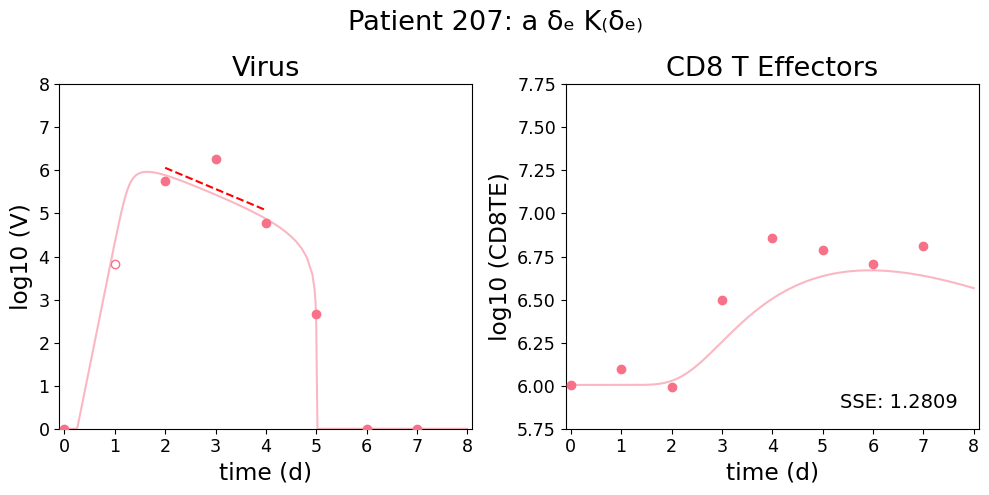 Patient 207: a δₑ K₍δₑ₎
Virus
CD8 T Effectors
log10 (V)
8
7
6
5
4
3
2
1
0
0 1 2 3 4 5 6 7 8
time (d)
log10 (CD8TE)
7.75
7.50
7.25
7.00
6.75
6.50
6.25
6.00
5.75
SSE: 1.2809
0 1 2 3 4 5 6 7 8
time (d)